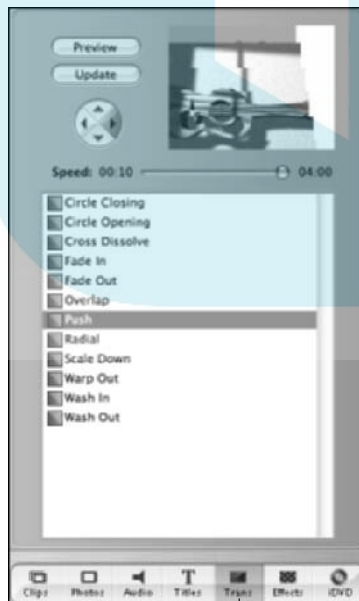 Preview
Update
Speed: 00:10 04:00
Circle Closing
Circle Opening
Cross Dissolve
Fade In
Fade Out
Overlap
Push
Radial
Scale Down
Warp Out
Wash In
Wash Out
Clips Photos Audio Titles Trans Effects iDVD